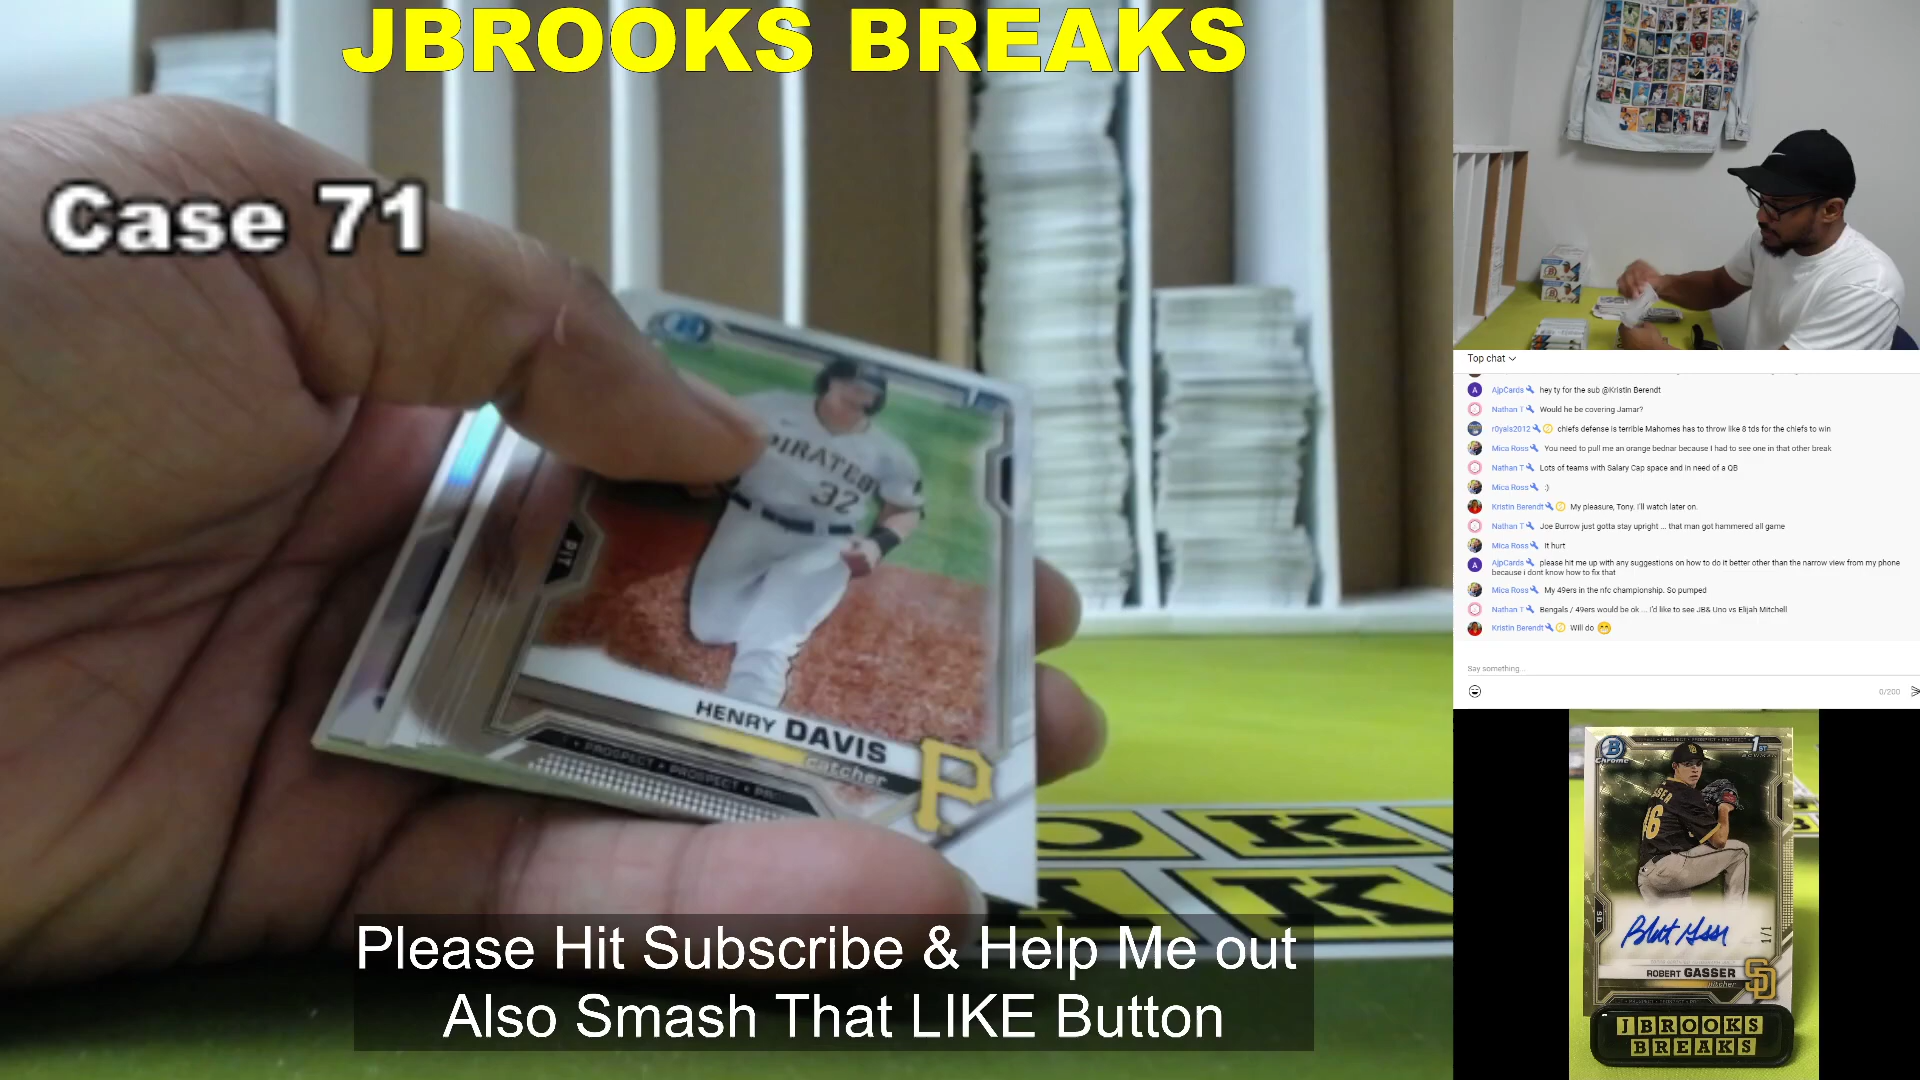 JBROOKS BREAKS
Case 71
PIRATES
32
PIT
HENRY DAVIS
catcher
PROSPECT • PROSPECT • PR
P
O K
K
Please Hit Subscribe & Help Me out
Also Smash That LIKE Button
Top chat
A AjpCards hey ty for the sub @Kristin Berendt
Nathan T Would he be covering Jamar?
r0yals2012 chiefs defense is terrible Mahomes has to throw like 8 tds for the chiefs to win
Mica Ross You need to pull me an orange bednar because I had to see one in that other break
Nathan T Lots of teams with Salary Cap space and in need of a QB
Mica Ross :)
Kristin Berendt My pleasure, Tony. I'll watch later on.
Nathan T Joe Burrow just gotta stay upright ... that man got hammered all game
Mica Ross It hurt
A AjpCards please hit me up with any suggestions on how to do it better other than the narrow view from my phone
because i dont know how to fix that
Mica Ross My 49ers in the nfc championship. So pumped
Nathan T Bengals / 49ers would be ok ... I'd like to see JB& Uno vs Elijah Mitchell
Kristin Berendt Will do 😁
Say something...
0/200
B
Chrome
1ST
SD
1/1
ROBERT GASSER
pitcher
SD
JBROOKS
BREAKS